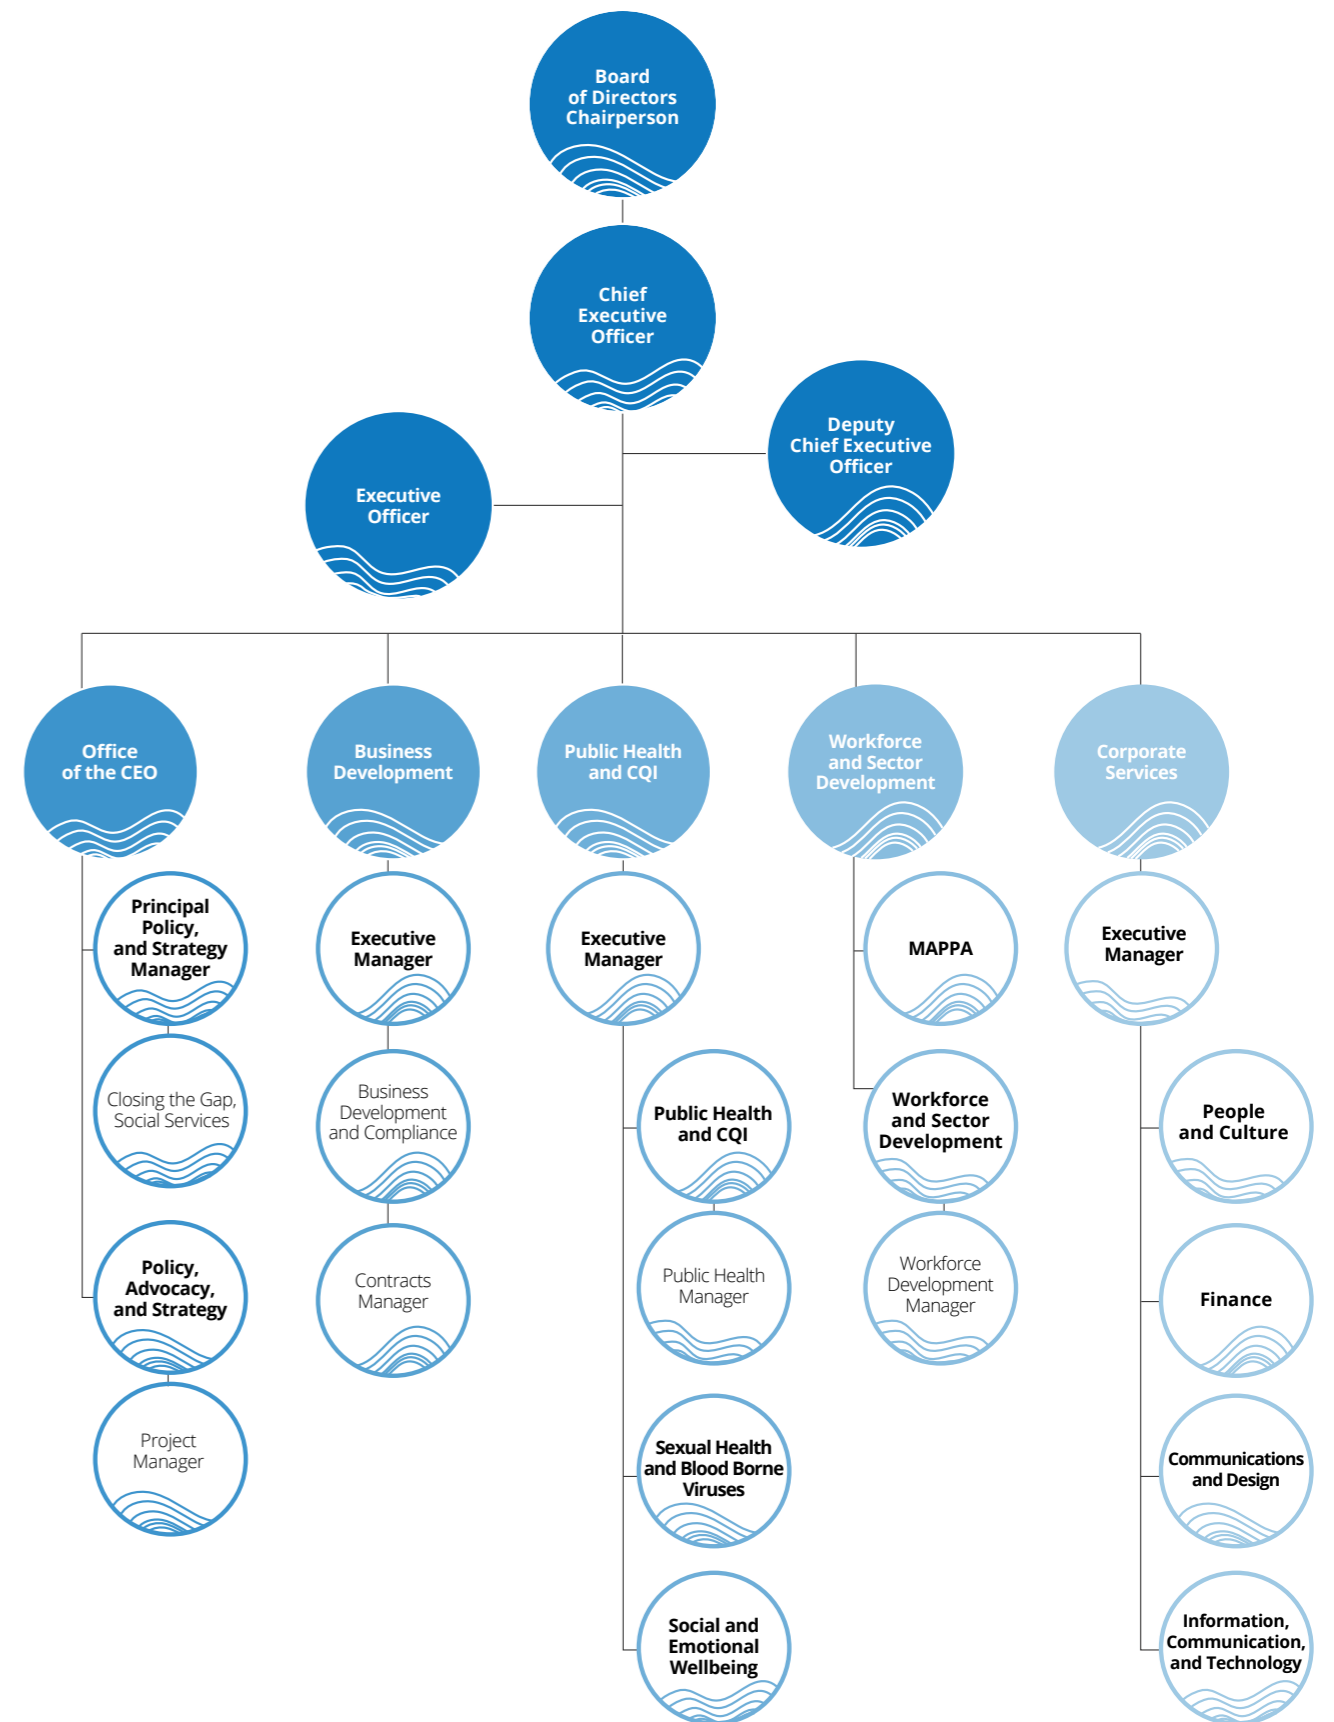 Board
of Directors
Chairperson
Chief
Executive
Officer
Deputy
Chief Executive
Officer
Executive
Officer
Office
of the CEO
Business
Development
Public Health
and CQI
Workforce
and Sector
Development
Corporate
Services
Principal
Policy,
and Strategy
Manager
Closing the Gap,
Social Services
Policy,
Advocacy,
and Strategy
Project
Manager
Executive
Manager
Business
Development
and Compliance
Contracts
Manager
Executive
Manager
Public Health
and CQI
Public Health
Manager
Sexual Health
and Blood Borne
Viruses
Social and
Emotional
Wellbeing
MAPPA
Workforce
and Sector
Development
Workforce
Development
Manager
Executive
Manager
People
and Culture
Finance
Communications
and Design
Information,
Communication,
and Technology